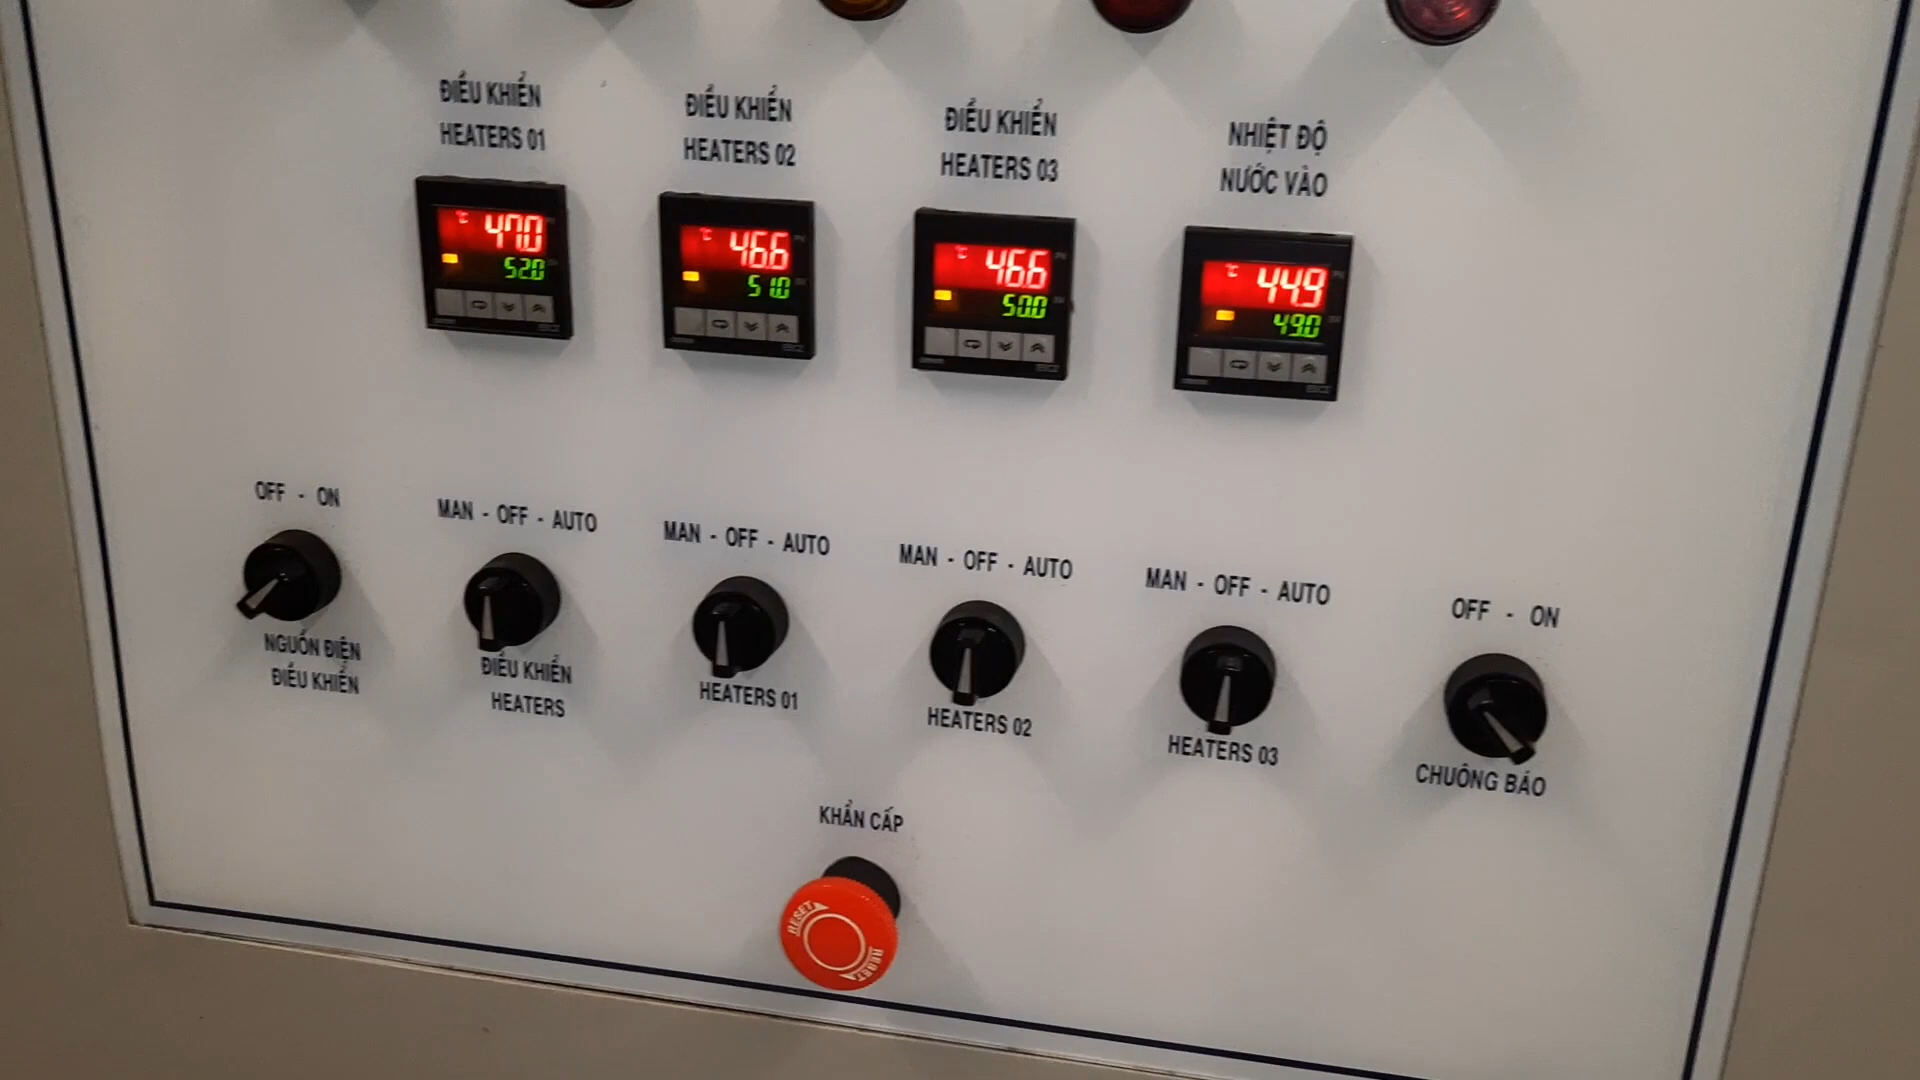 ĐIỀU KHIỂN
HEATERS 01
ĐIỀU KHIỂN
HEATERS 02
ĐIỀU KHIỂN
HEATERS 03
NHIỆT ĐỘ
NƯỚC VÀO
°C 47.0
52.0
°C 46.6
51.0
°C 46.6
50.0
°C 44.9
49.0
OFF - ON
MAN - OFF - AUTO
MAN - OFF - AUTO
MAN - OFF - AUTO
MAN - OFF - AUTO
OFF - ON
NGUỒN ĐIỆN
ĐIỀU KHIỂN
ĐIỀU KHIỂN
HEATERS
HEATERS 01
HEATERS 02
HEATERS 03
CHUÔNG BÁO
KHẨN CẤP
RESET
RESET